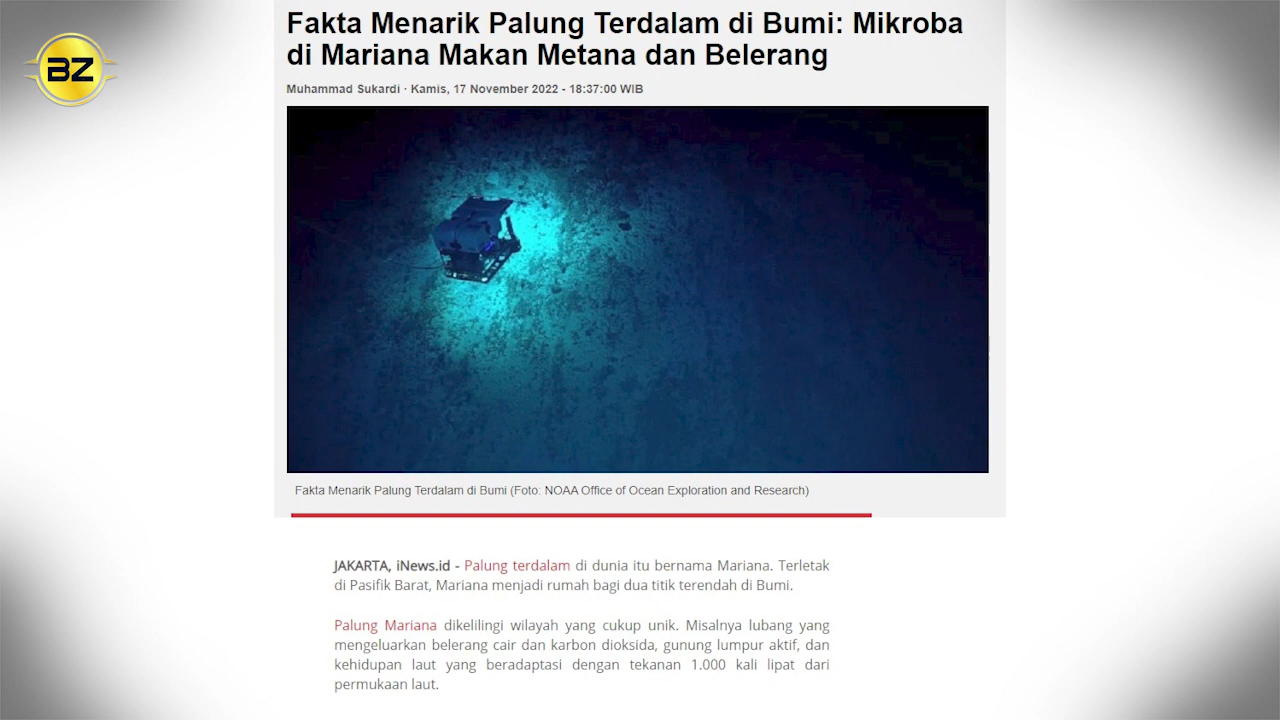 BZ
Fakta Menarik Palung Terdalam di Bumi: Mikroba
di Mariana Makan Metana dan Belerang
Muhammad Sukardi · Kamis, 17 November 2022 - 18:37:00 WIB
Fakta Menarik Palung Terdalam di Bumi (Foto: NOAA Office of Ocean Exploration and Research)
JAKARTA, iNews.id - Palung terdalam di dunia itu bernama Mariana. Terletak
di Pasifik Barat, Mariana menjadi rumah bagi dua titik terendah di Bumi.
Palung Mariana dikelilingi wilayah yang cukup unik. Misalnya lubang yang
mengeluarkan belerang cair dan karbon dioksida, gunung lumpur aktif, dan
kehidupan laut yang beradaptasi dengan tekanan 1.000 kali lipat dari
permukaan laut.